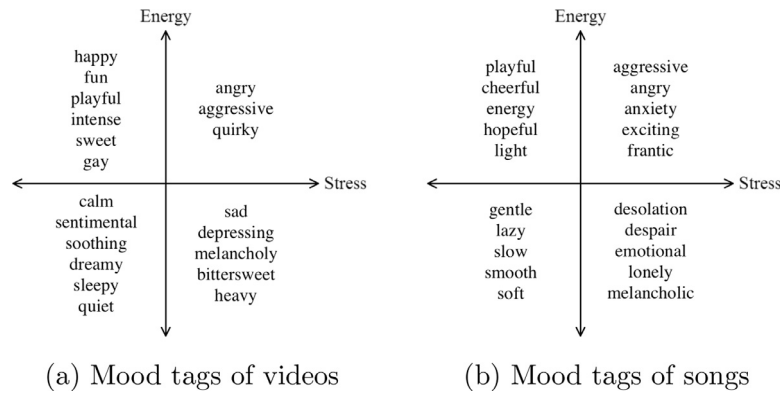 Energy
happy
fun
playful
intense
sweet
gay
angry
aggressive
quirky
Stress
calm
sentimental
soothing
dreamy
sleepy
quiet
sad
depressing
melancholy
bittersweet
heavy
(a) Mood tags of videos
Energy
playful
cheerful
energy
hopeful
light
aggressive
angry
anxiety
exciting
frantic
Stress
gentle
lazy
slow
smooth
soft
desolation
despair
emotional
lonely
melancholic
(b) Mood tags of songs